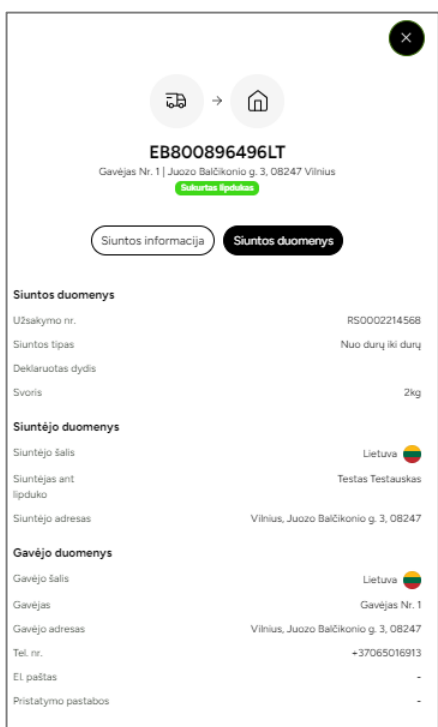 EB800896496LT
Gavėjas Nr. 1 | Juozo Balčikonio g. 3, 08247 Vilnius
Sukurtas lipdukas
Siuntos informacija
Siuntos duomenys
Siuntos duomenys
Užsakymo nr. RS0002214568
Siuntos tipas Nuo durų iki durų
Deklaruotas dydis
Svoris 2kg
Siuntėjo duomenys
Siuntėjo šalis Lietuva
Siuntėjas ant
lipduko Testas Testauskas
Siuntėjo adresas Vilnius, Juozo Balčikonio g. 3, 08247
Gavėjo duomenys
Gavėjo šalis Lietuva
Gavėjas Gavėjas Nr. 1
Gavėjo adresas Vilnius, Juozo Balčikonio g. 3, 08247
Tel. nr. +37065016913
El. paštas -
Pristatymo pastabos -